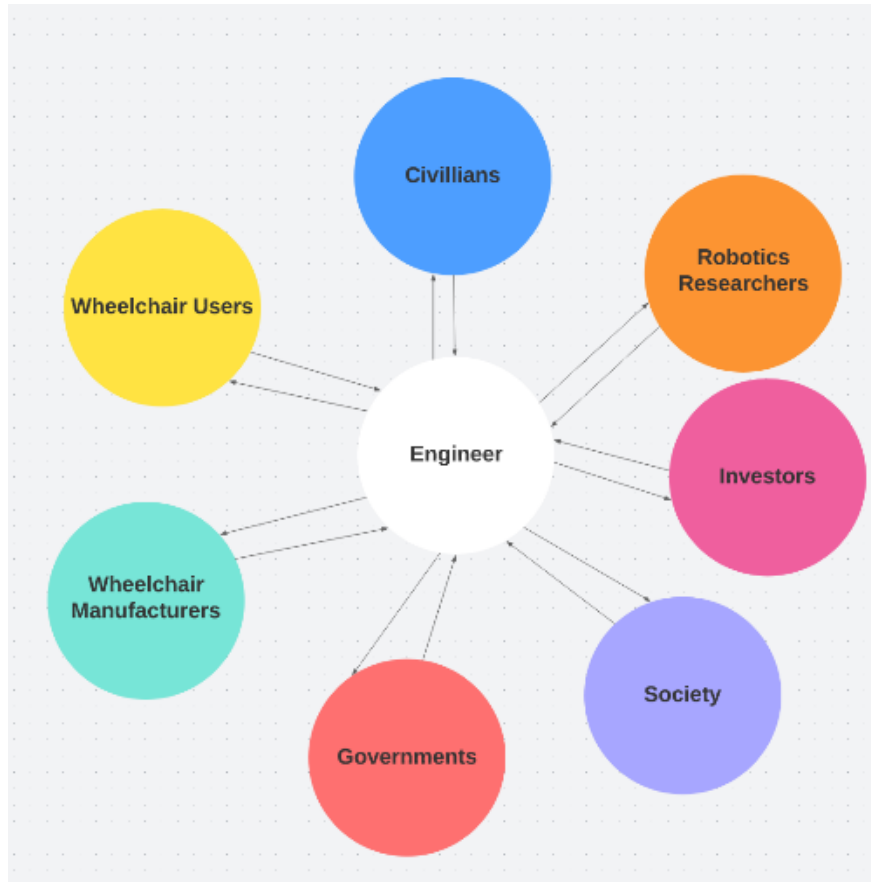 Civillians
Robotics
Researchers
Wheelchair Users
Engineer
Investors
Wheelchair
Manufacturers
Society
Governments